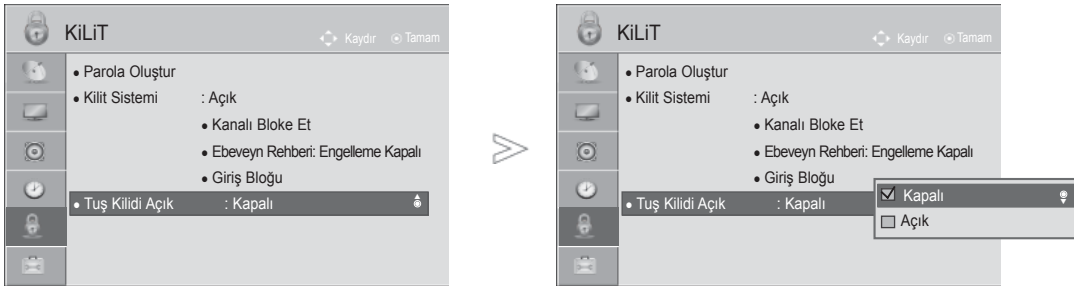 KiLiT
Kaydır Tamam
• Parola Oluştur
• Kilit Sistemi : Açık
• Kanalı Bloke Et
• Ebeveyn Rehberi: Engelleme Kapalı
• Giriş Bloğu
• Tuş Kilidi Açık : Kapalı
KiLiT
Kaydır Tamam
• Parola Oluştur
• Kilit Sistemi : Açık
• Kanalı Bloke Et
• Ebeveyn Rehberi: Engelleme Kapalı
• Giriş Bloğu
• Tuş Kilidi Açık : Kapalı
Kapalı
Açık